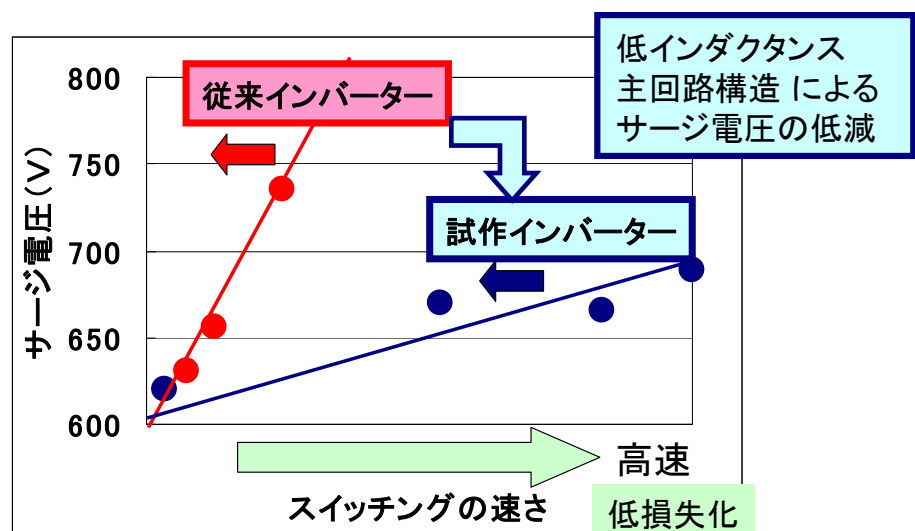 低インダクタンス
主回路構造 による
サージ電圧の低減
従来インバーター
試作インバーター
サージ電圧(V)
800
750
700
650
600
高速
スイッチングの速さ
低損失化